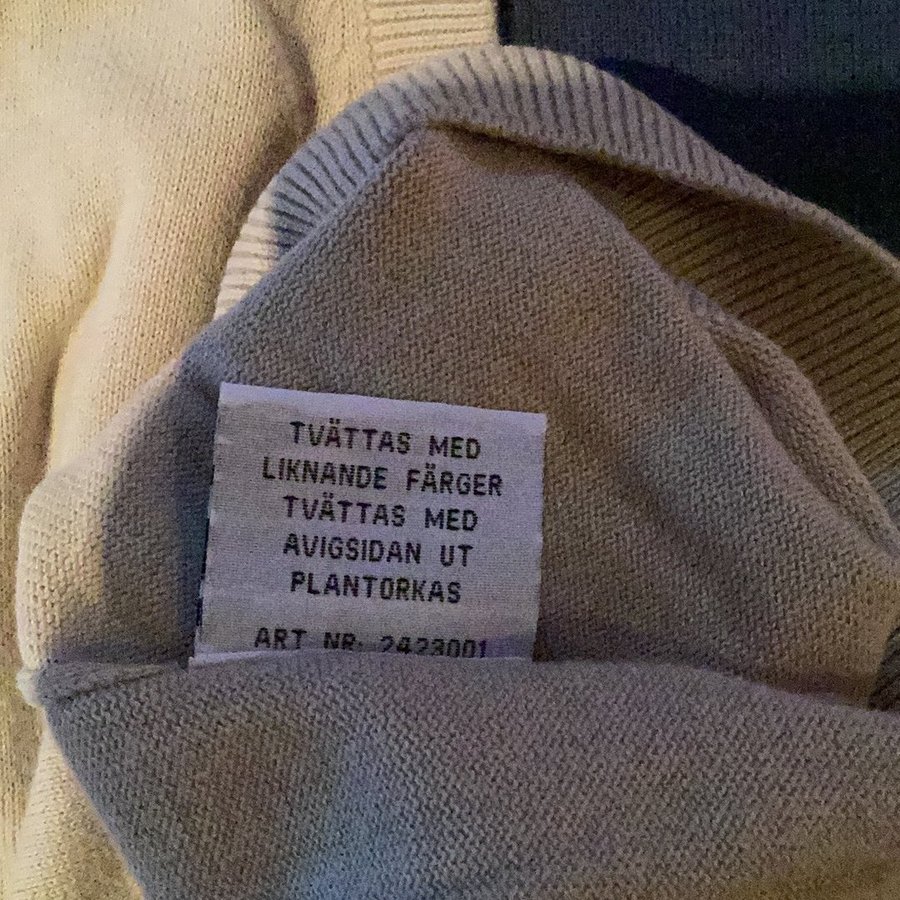 TVÄTTAS MED
LIKNANDE FÄRGER
TVÄTTAS MED
AVIGSIDAN UT
PLANTORKAS
ART NR: 2423001